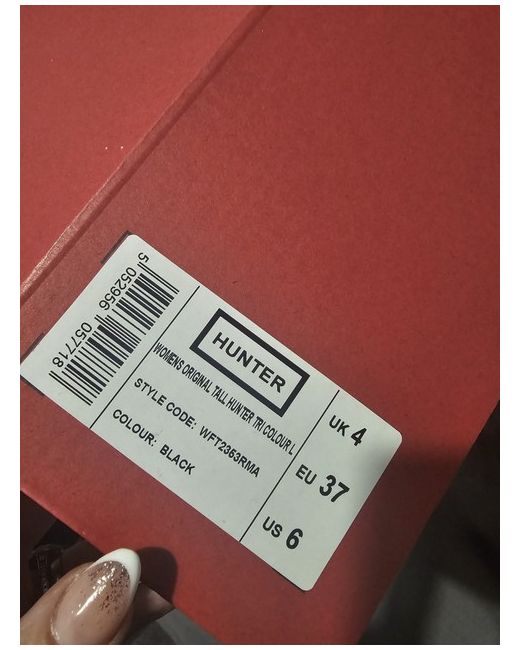 5 052956 057718
HUNTER
WOMENS ORIGINAL TALL HUNTER TRI COLOUR L
STYLE CODE: WFT2363RMA
COLOUR: BLACK
UK 4
EU 37
US 6